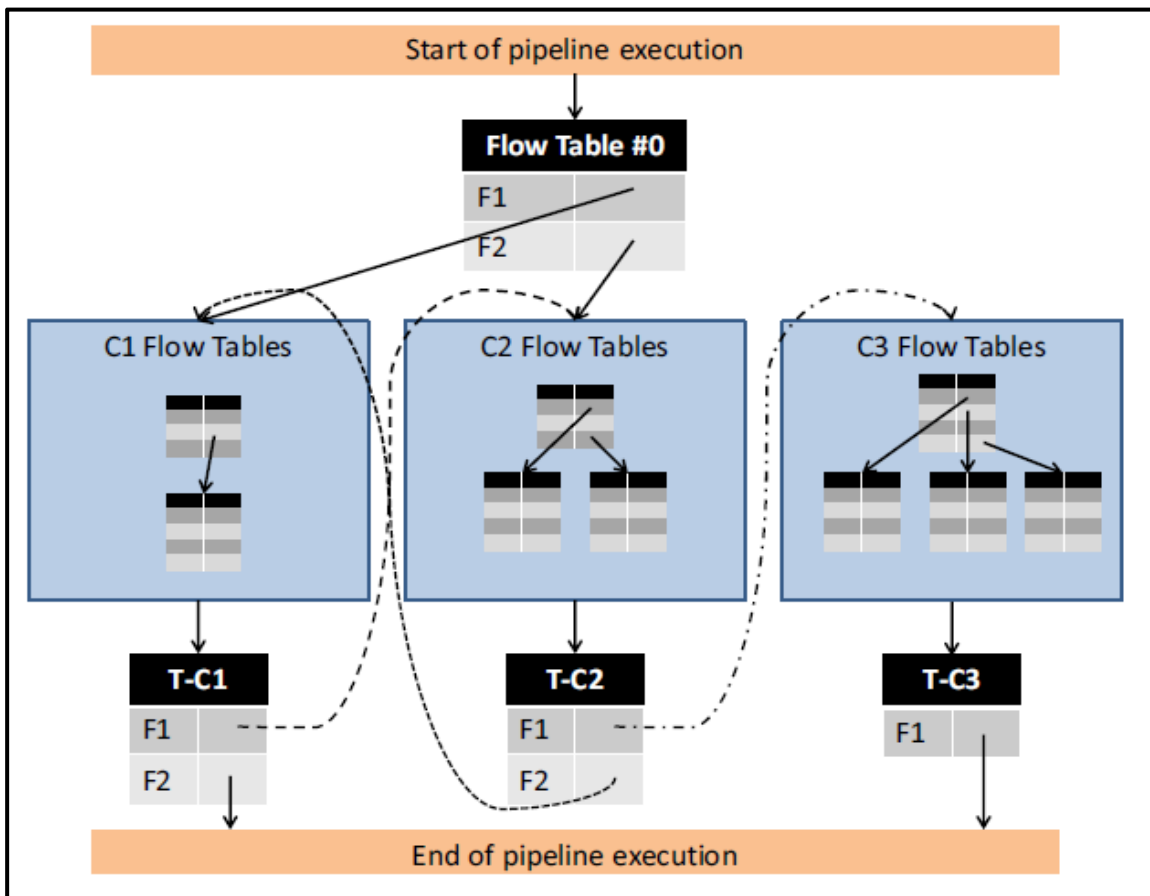 Start of pipeline execution
Flow Table #0
F1
F2
C1 Flow Tables
C2 Flow Tables
C3 Flow Tables
T-C1
T-C2
T-C3
F1
F1
F1
F2
F2
End of pipeline execution